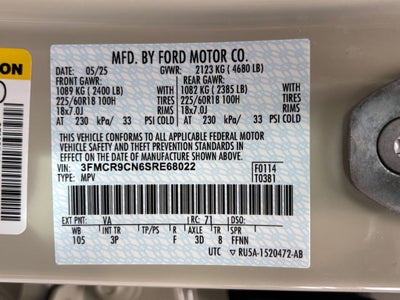 MFD. BY FORD MOTOR CO.
DATE: 05/25 GVWR: 2123 KG ( 4680 LB)
FRONT GAWR: REAR GAWR:
1089 KG ( 2400 LB) WITH 1082 KG ( 2385 LB) WITH
225/60R18 100H TIRES 225/60R18 100H TIRES
18x7.0J RIMS 18x7.0J RIMS
AT 230 kPa/ 33 PSI COLD AT 230 kPa/ 33 PSI COLD
THIS VEHICLE CONFORMS TO ALL APPLICABLE FEDERAL MOTOR
VEHICLE SAFETY AND THEFT PREVENTION STANDARDS IN
EFFECT ON THE DATE OF MANUFACTURE SHOWN ABOVE.
VIN: 3FMCR9CN6SRE68022 F0114
TYPE: MPV T0381
EXT PNT: VA RC: 71 DSO:
WB INT TR TP/PS R AXLE TR SPR
105 3P F 3D 8 FFNN
UTC RU5A-1520472-AB